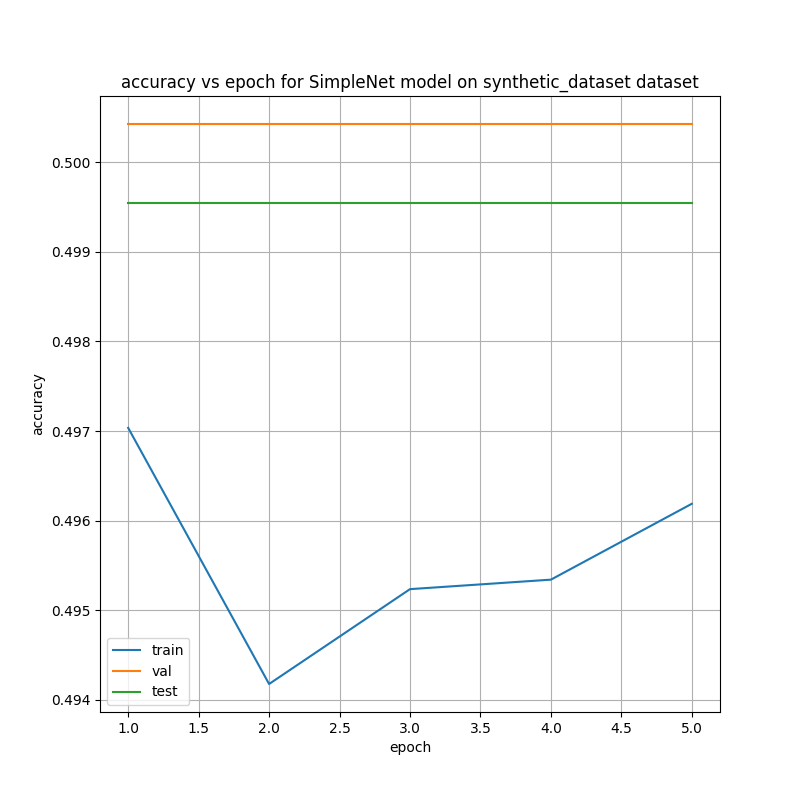 accuracy vs epoch for SimpleNet model on synthetic_dataset dataset
accuracy
0.500
0.499
0.498
0.497
0.496
0.495
0.494
train
val
test
1.0 1.5 2.0 2.5 3.0 3.5 4.0 4.5 5.0
epoch